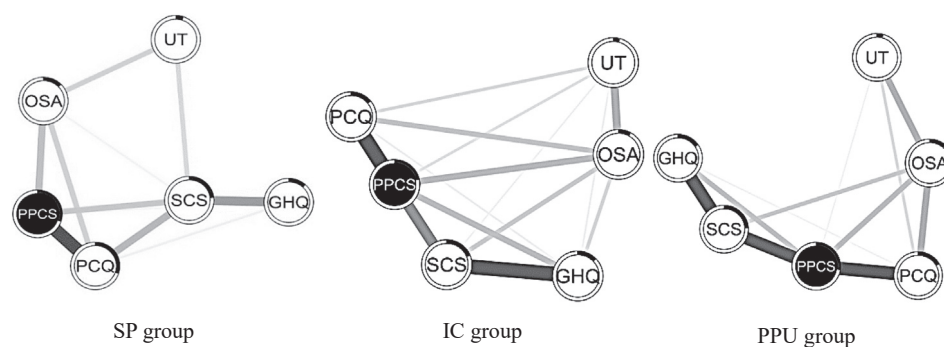 UT
OSA
PPCS
SCS
GHQ
PCQ
SP group
UT
PCQ
OSA
PPCS
SCS
GHQ
IC group
UT
GHQ
OSA
SCS
PPCS
PCQ
PPU group